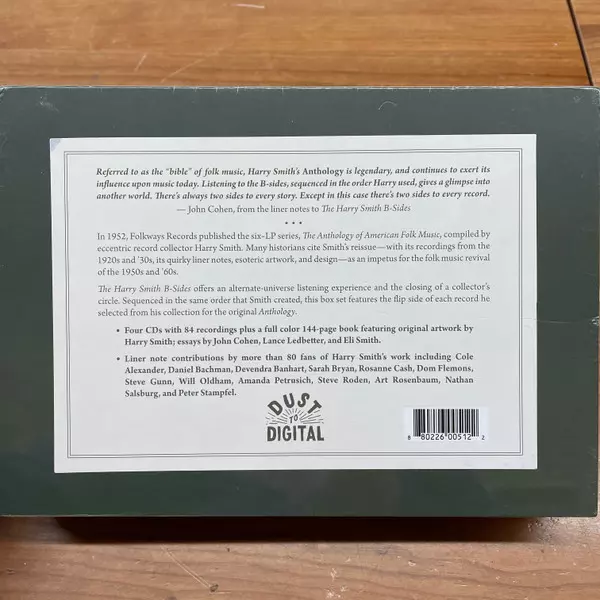 Referred to as the "bible" of folk music, Harry Smith's Anthology is legendary, and continues to exert its
influence upon music today. Listening to the B-sides, sequenced in the order Harry used, gives a glimpse into
another world. There's always two sides to every story. Except in this case there's two sides to every record.
— John Cohen, from the liner notes to The Harry Smith B-Sides
• • •
In 1952, Folkways Records published the six-LP series, The Anthology of American Folk Music, compiled by
eccentric record collector Harry Smith. Many historians cite Smith's reissue—with its recordings from the
1920s and '30s, its quirky liner notes, esoteric artwork, and design—as an impetus for the folk music revival
of the 1950s and '60s.
The Harry Smith B-Sides offers an alternate-universe listening experience and the closing of a collector's
circle. Sequenced in the same order that Smith created, this box set features the flip side of each record he
selected from his collection for the original Anthology.
• Four CDs with 84 recordings plus a full color 144-page book featuring original artwork by
Harry Smith; essays by John Cohen, Lance Ledbetter, and Eli Smith.
• Liner note contributions by more than 80 fans of Harry Smith's work including Cole
Alexander, Daniel Bachman, Devendra Banhart, Sarah Bryan, Rosanne Cash, Dom Flemons,
Steve Gunn, Will Oldham, Amanda Petrusich, Steve Roden, Art Rosenbaum, Nathan
Salsburg, and Peter Stampfel.
DUST
TO
DIGITAL
8 80226 00512 2